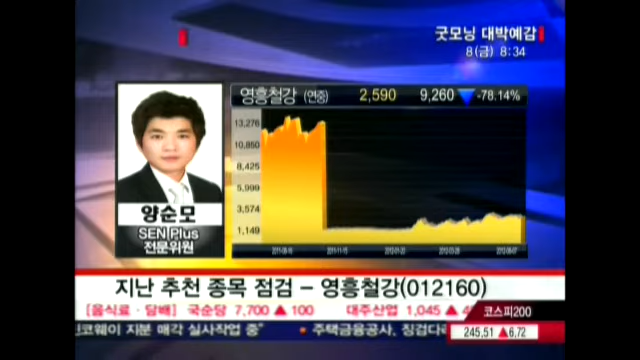 굿모닝 대박예감
8(금) 8:34
영흥철강 (연중) 2,590 9,260 ▼ -78.14%
13,276
10,850
8,425
5,999
3,574
1,149
양순모
SEN Plus
전문위원
지난 추천 종목 점검 – 영흥철강(012160)
[음식료·담배] 국순당 7,700 ▲ 100 대주산업 1,045 ▲
코스피200
인코웨이 지분 매각 실사작업 중" 주택금융공사, 징검다
245.51 ▲6.72